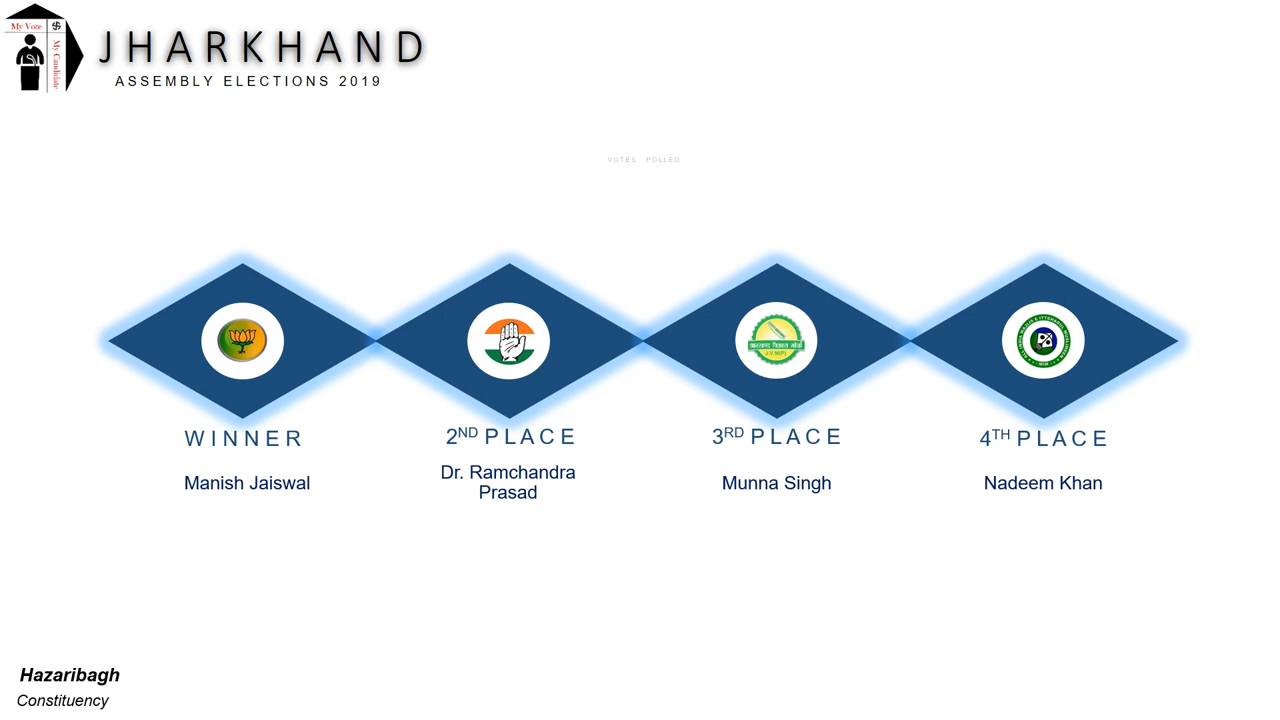 My Vote
My Candidate
JHARKHAND
ASSEMBLY ELECTIONS 2019
VOTES POLLED
झारखण्ड विकास मोर्चा
J.V.M(P)
WINNER
2ND PLACE
3RD PLACE
4TH PLACE
Manish Jaiswal
Dr. Ramchandra
Prasad
Munna Singh
Nadeem Khan
Hazaribagh
Constituency